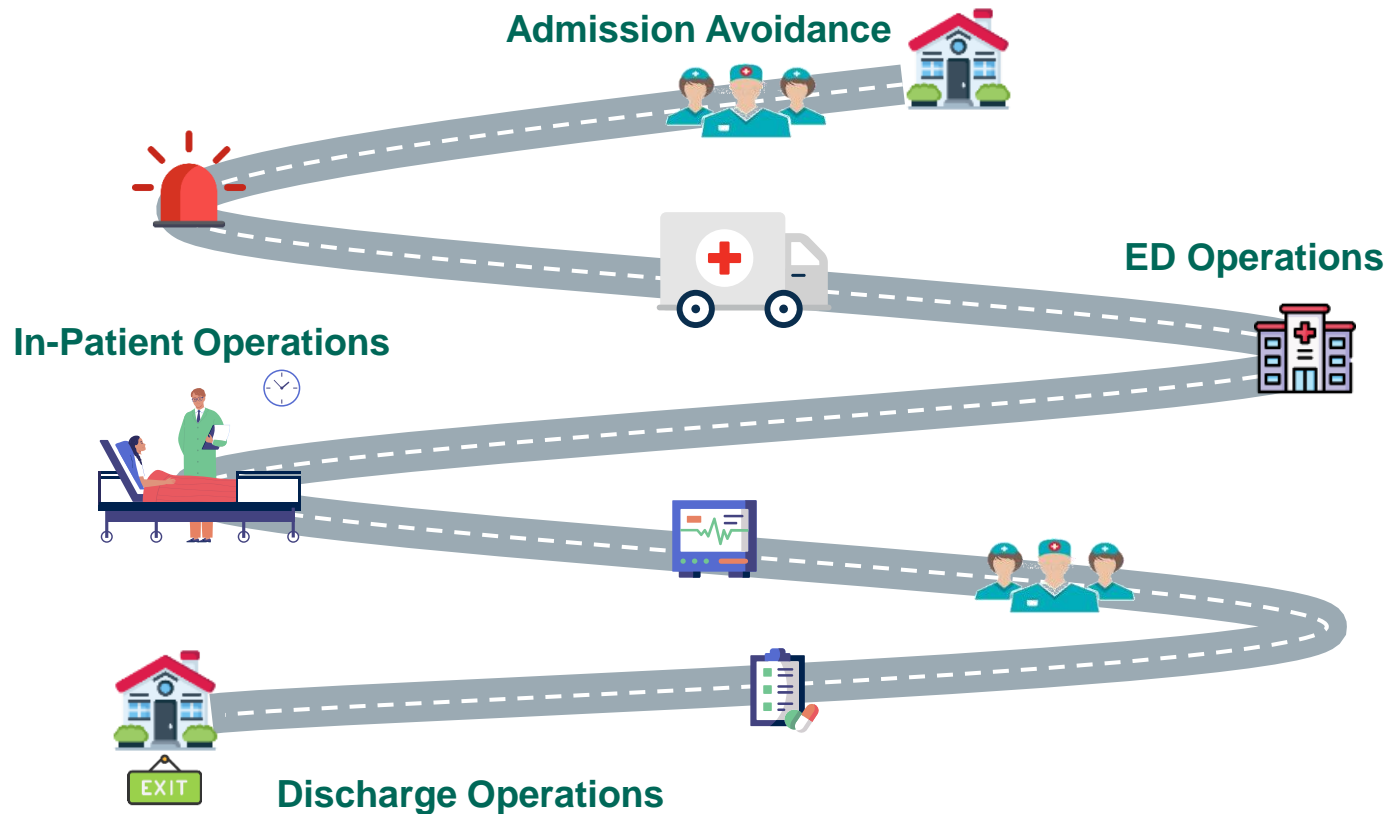 Admission Avoidance
ED Operations
In-Patient Operations
EXIT
Discharge Operations